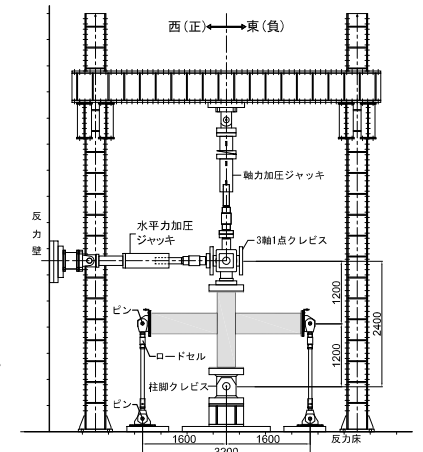 西(正) 東(負)
軸力加圧ジャッキ
水平力加圧
ジャッキ
3軸1点クレビス
反力壁
ピン
1200
2400
ロードセル
1200
柱脚クレビス
ピン
反力床
1600 1600
3200